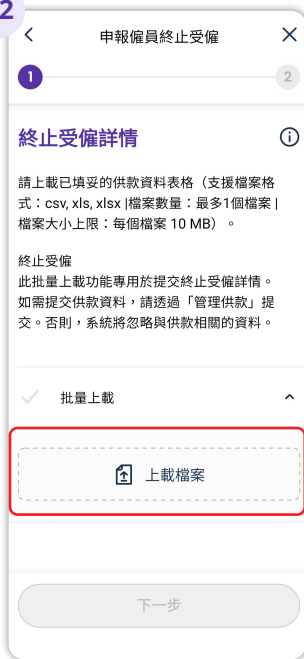 2
申報僱員終止受僱
1
2
終止受僱詳情
請上載已填妥的供款資料表格（支援檔案格
式：csv, xls, xlsx |檔案數量：最多1個檔案 |
檔案大小上限：每個檔案 10 MB）。
終止受僱
此批量上載功能專用於提交終止受僱詳情。
如需提交供款資料，請透過「管理供款」提
交。否則，系統將忽略與供款相關的資料。
批量上載
上載檔案
下一步